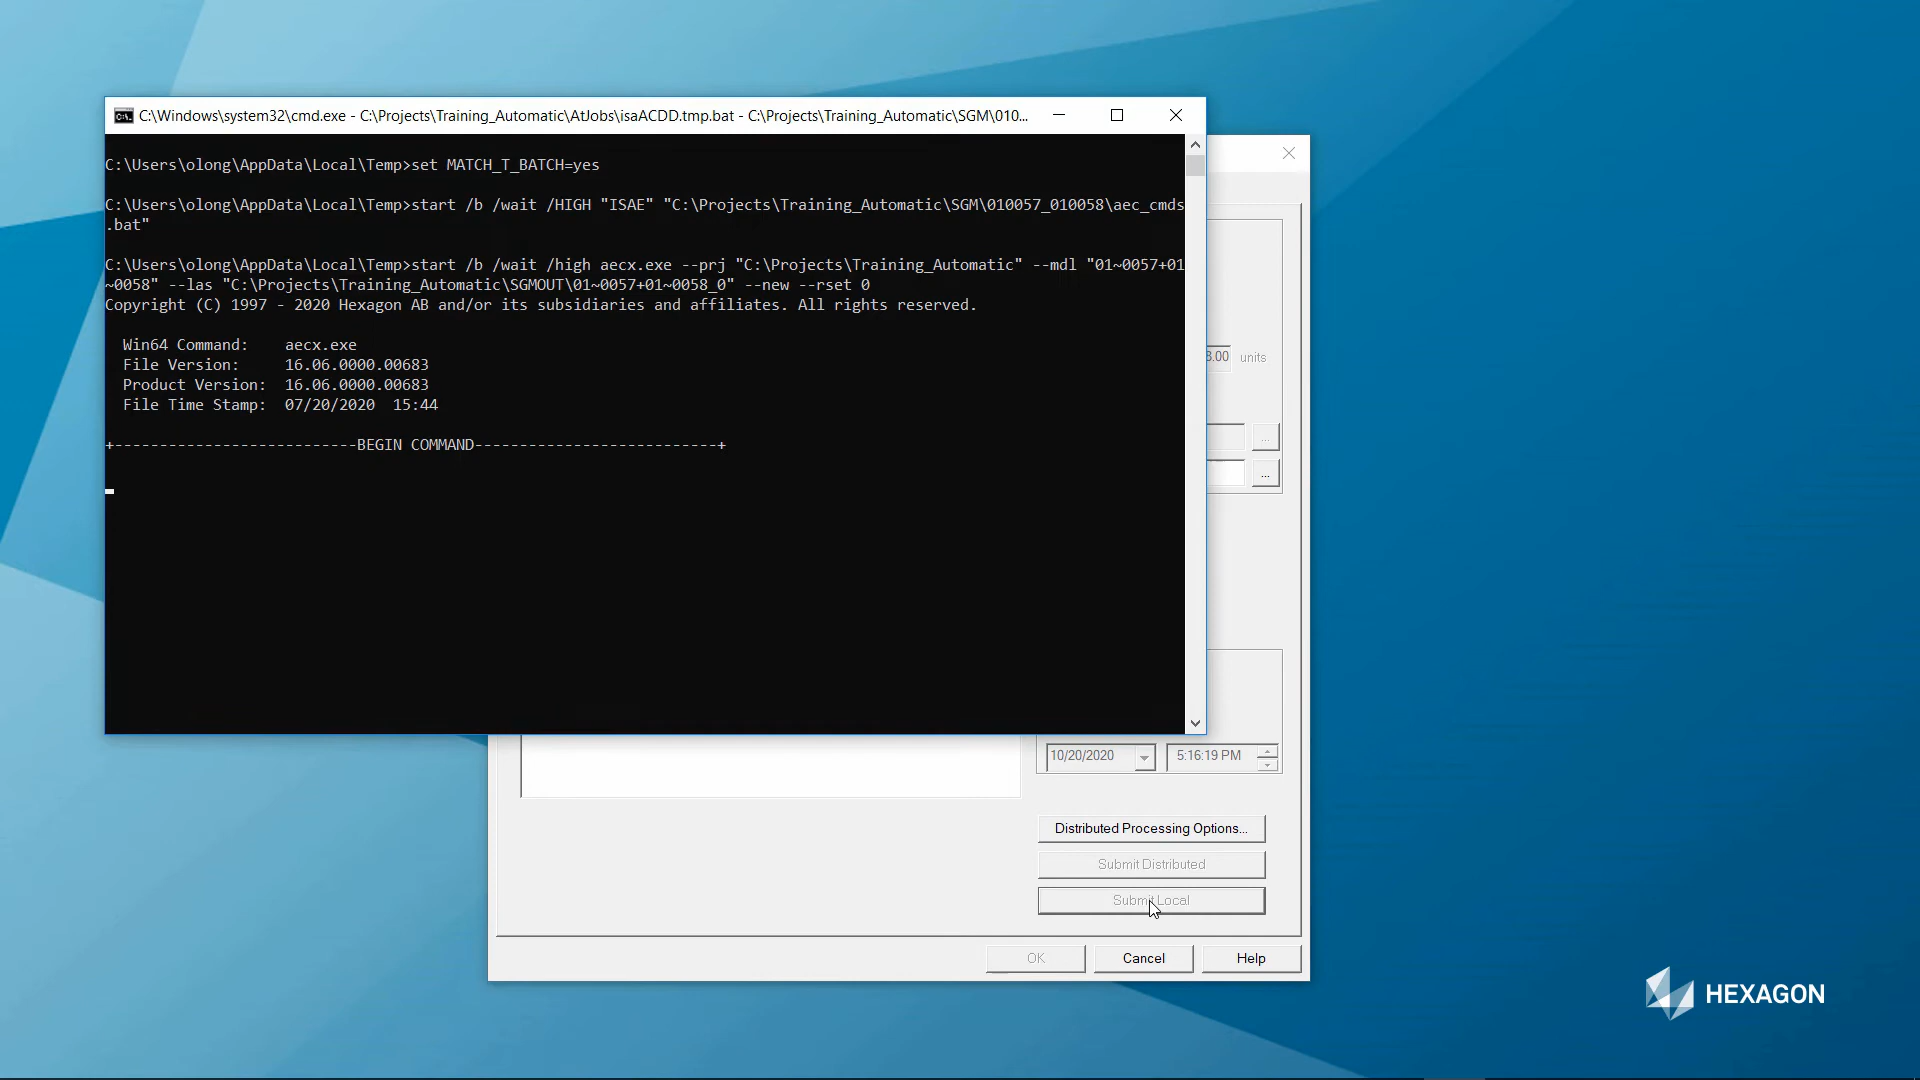 C:\Windows\system32\cmd.exe - C:\Projects\Training_Automatic\AtJobs\isaACDD.tmp.bat - C:\Projects\Training_Automatic\SGM\010...
C:\Users\olong\AppData\Local\Temp>set MATCH_T_BATCH=yes
C:\Users\olong\AppData\Local\Temp>start /b /wait /HIGH "ISAE" "C:\Projects\Training_Automatic\SGM\010057_010058\aec_cmds
.bat"
C:\Users\olong\AppData\Local\Temp>start /b /wait /high aecx.exe --prj "C:\Projects\Training_Automatic" --mdl "01~0057+01
~0058" --las "C:\Projects\Training_Automatic\SGMOUT\01~0057+01~0058_0" --new --rset 0
Copyright (C) 1997 - 2020 Hexagon AB and/or its subsidiaries and affiliates. All rights reserved.
Win64 Command: aecx.exe
File Version: 16.06.0000.00683
Product Version: 16.06.0000.00683
File Time Stamp: 07/20/2020 15:44
+---------------------------BEGIN COMMAND---------------------------+
8.00 units
...
...
10/20/2020 5:16:19 PM
Distributed Processing Options...
Submit Distributed
Submit Local
OK Cancel Help
HEXAGON